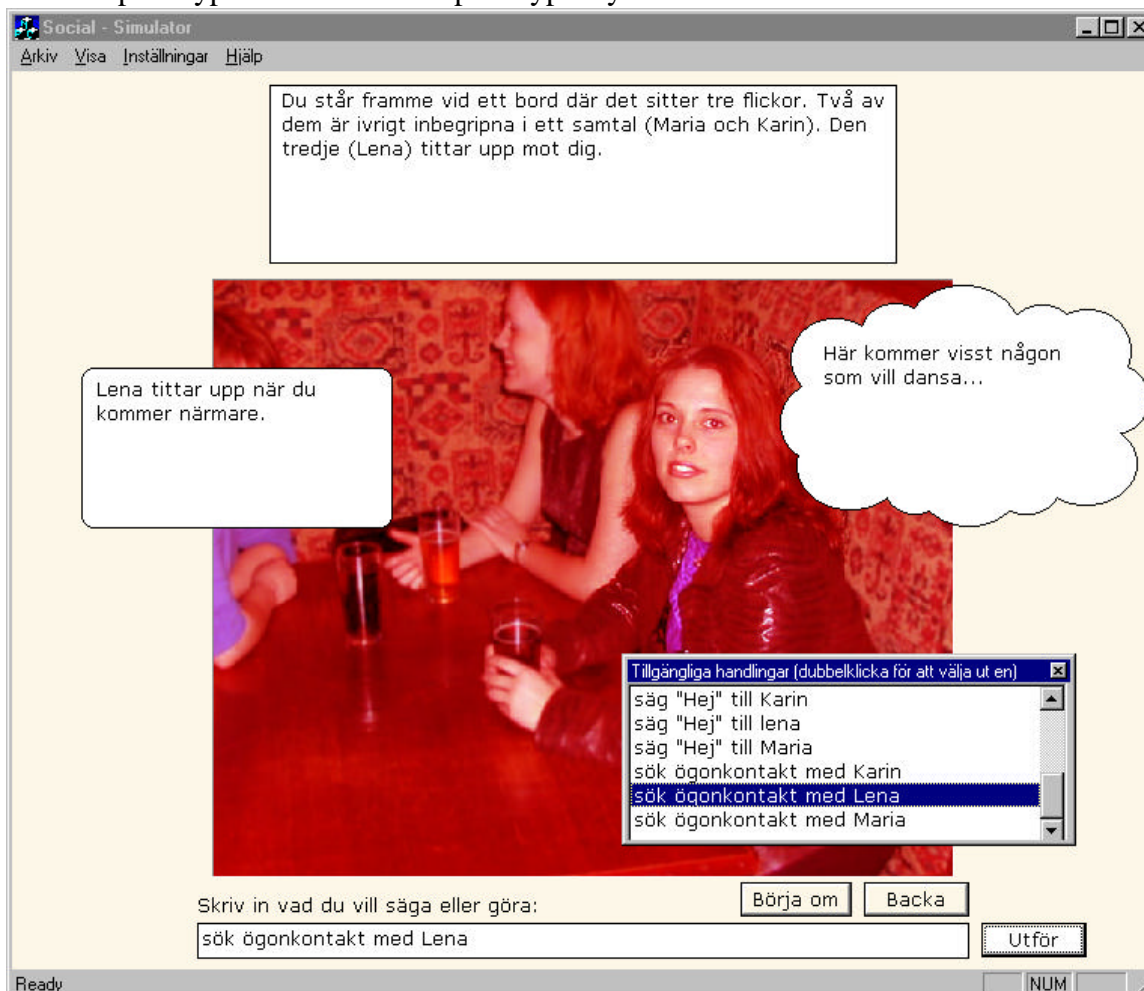 Social - Simulator
Arkiv Visa Inställningar Hjälp
Du står framme vid ett bord där det sitter tre flickor. Två av
dem är ivrigt inbegripna i ett samtal (Maria och Karin). Den
tredje (Lena) tittar upp mot dig.
Här kommer visst någon
som vill dansa...
Lena tittar upp när du
kommer närmare.
Tillgängliga handlingar (dubbelklicka för att välja ut en)
säg "Hej" till Karin
säg "Hej" till lena
säg "Hej" till Maria
sök ögonkontakt med Karin
sök ögonkontakt med Lena
sök ögonkontakt med Maria
Börja om Backa
Skriv in vad du vill säga eller göra:
sök ögonkontakt med Lena
Utför
Ready NUM